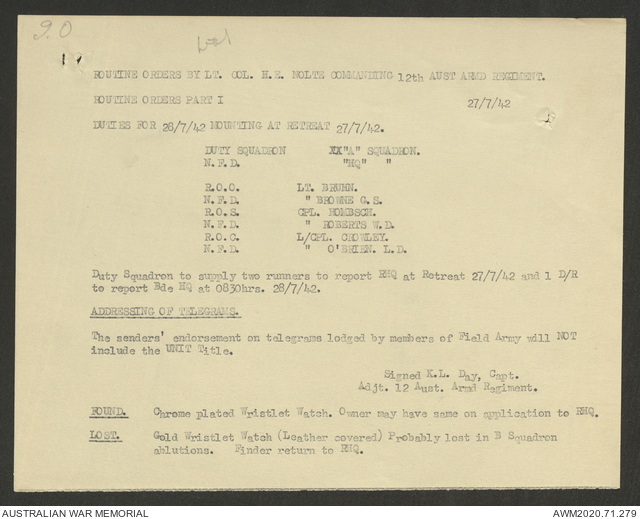 9.0
ROUTINE ORDERS BY LT. COL. H.E. NOLTE COMMANDING 12th AUST ARMD REGIMENT.
ROUTINE ORDERS PART I 27/7/42
DUTIES FOR 28/7/42 MOUNTING AT RETREAT 27/7/42.
DUTY SQUADRON XX"A" SQUADRON.
N.F.D. "HQ" "
R.O.O. LT. BRUHN.
N.F.D. " BROWNE G.S.
R.O.S. CPL. HOMBSCH.
N.F.D. " ROBERTS W.D.
R.O.C. L/CPL. CROWLEY.
N.F.D. " O'BRIEN. L.D.
Duty Squadron to supply two runners to report RHQ at Retreat 27/7/42 and 1 D/R
to report Bde HQ at 0830hrs. 28/7/42.
ADDRESSING OF TELEGRAMS.
The senders' endorsement on telegrams lodged by members of Field Army will NOT
include the UNIT Title.
Signed K.L. Day, Capt.
Adjt. 12 Aust. Armd Regiment.
FOUND. Chrome plated Wristlet Watch. Owner may have same on application to RHQ.
LOST. Gold Wristlet Watch (Leather covered) Probably lost in B Squadron
ablutions. Finder return to RHQ.
AUSTRALIAN WAR MEMORIAL AWM2020.71.279